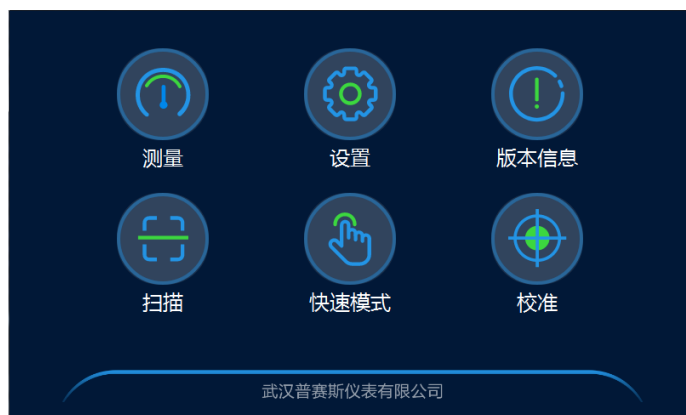 测量
设置
版本信息
扫描
快速模式
校准
武汉普赛斯仪表有限公司